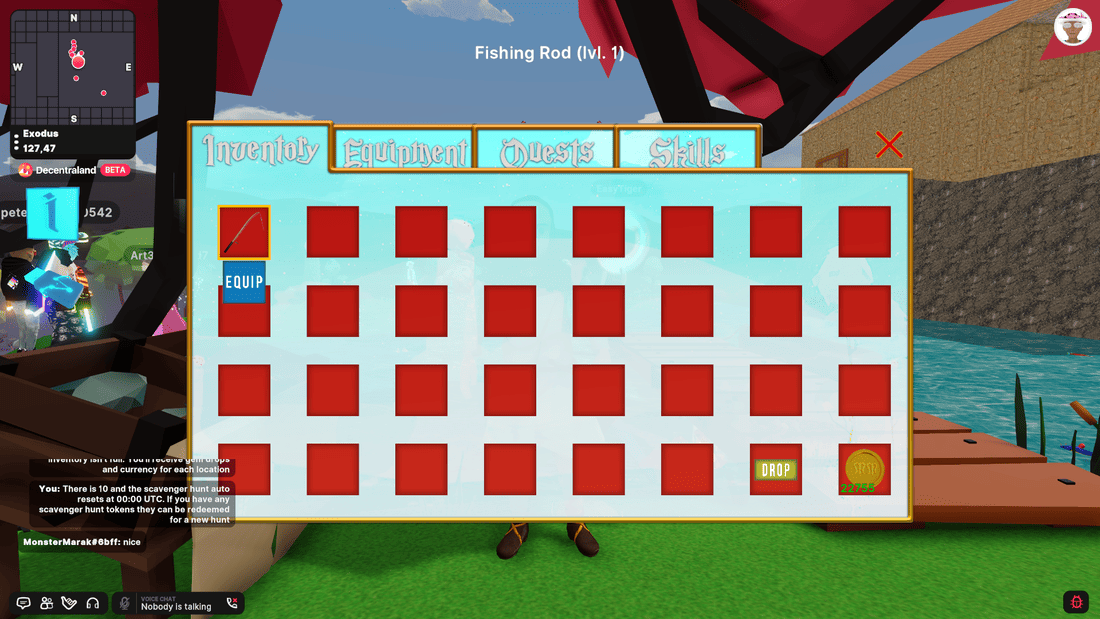 N
W
E
S
Exodus
127,47
Decentraland
BETA
Fishing Rod (lvl. 1)
Inventory
Equipment
Quests
Skills
EasyTiger
pete
0542
Art3
EQUIP
DROP
22755
inventory isn't full. You'll receive gem drops
and currency for each location
You: There is 10 and the scavenger hunt auto
resets at 00:00 UTC. If you have any
scavenger hunt tokens they can be redeemed
for a new hunt
MonsterMarak#6bff: nice
VOICE CHAT
Nobody is talking